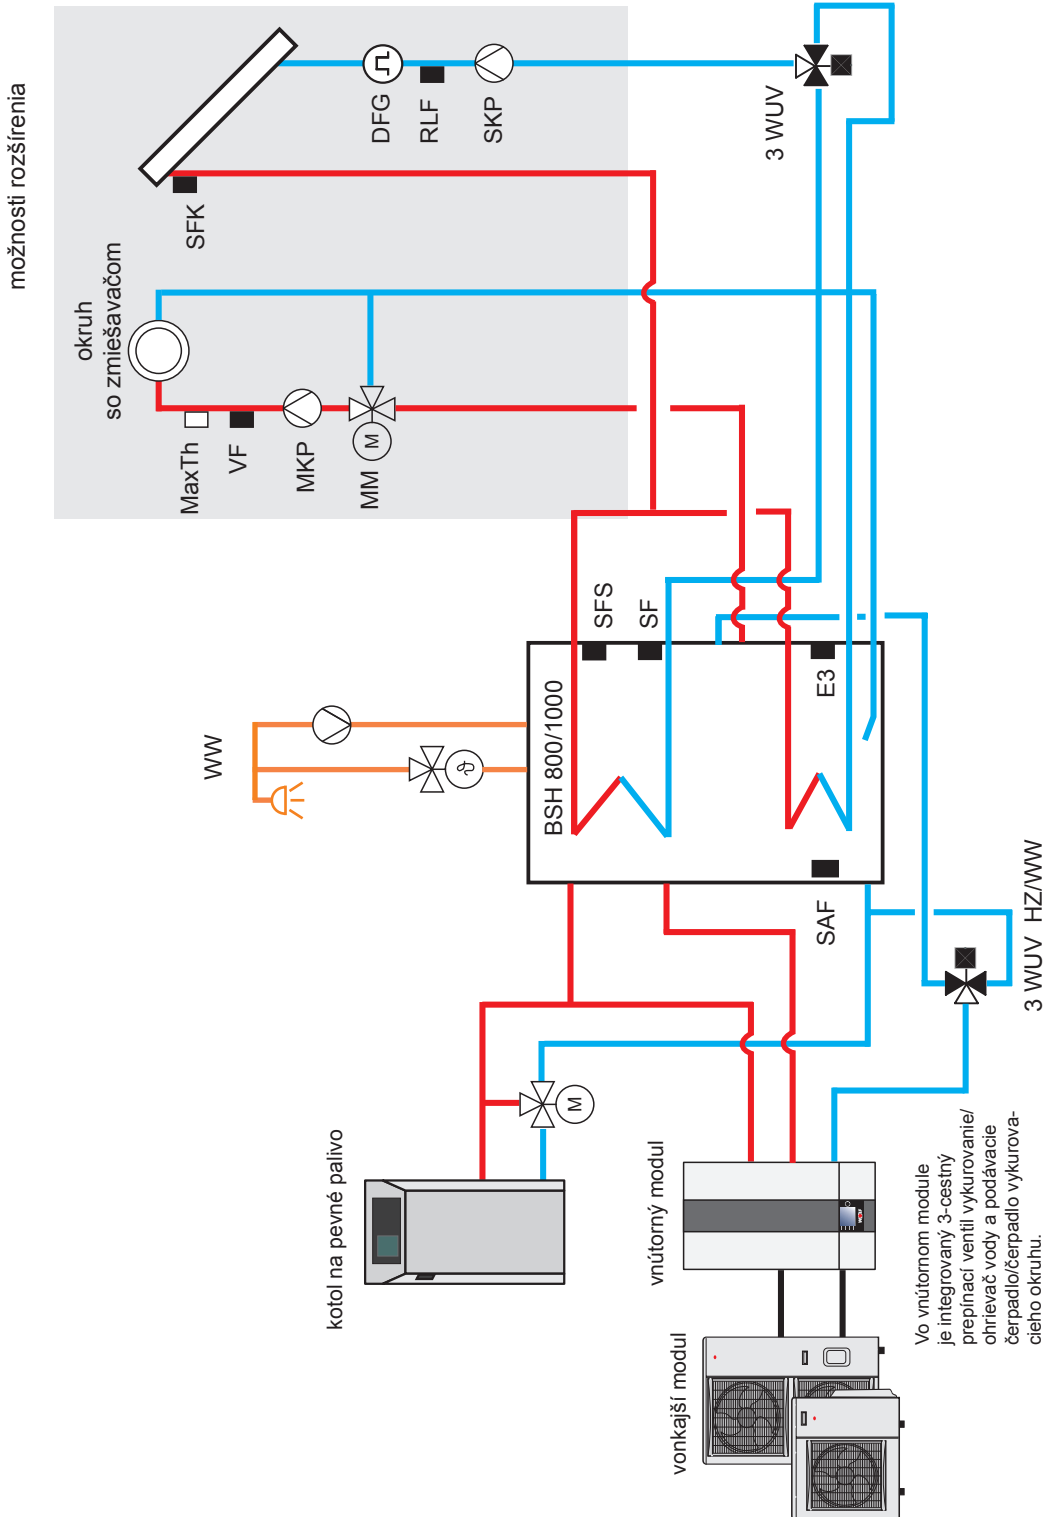 možnosti rozšírenia
okruh
so zmiešavačom
MaxTh
VF
MKP
MM
M
SFK
DFG
RLF
SKP
3 WUV
WW
ϑ
BSH 800/1000
SFS
SF
E3
SAF
3 WUV HZ/WW
kotol na pevné palivo
M
vnútorný modul
vonkajší modul
Vo vnútornom module
je integrovaný 3-cestný
prepínací ventil vykurovanie/
ohrievač vody a podávacie
čerpadlo/čerpadlo vykurova-
cieho okruhu.